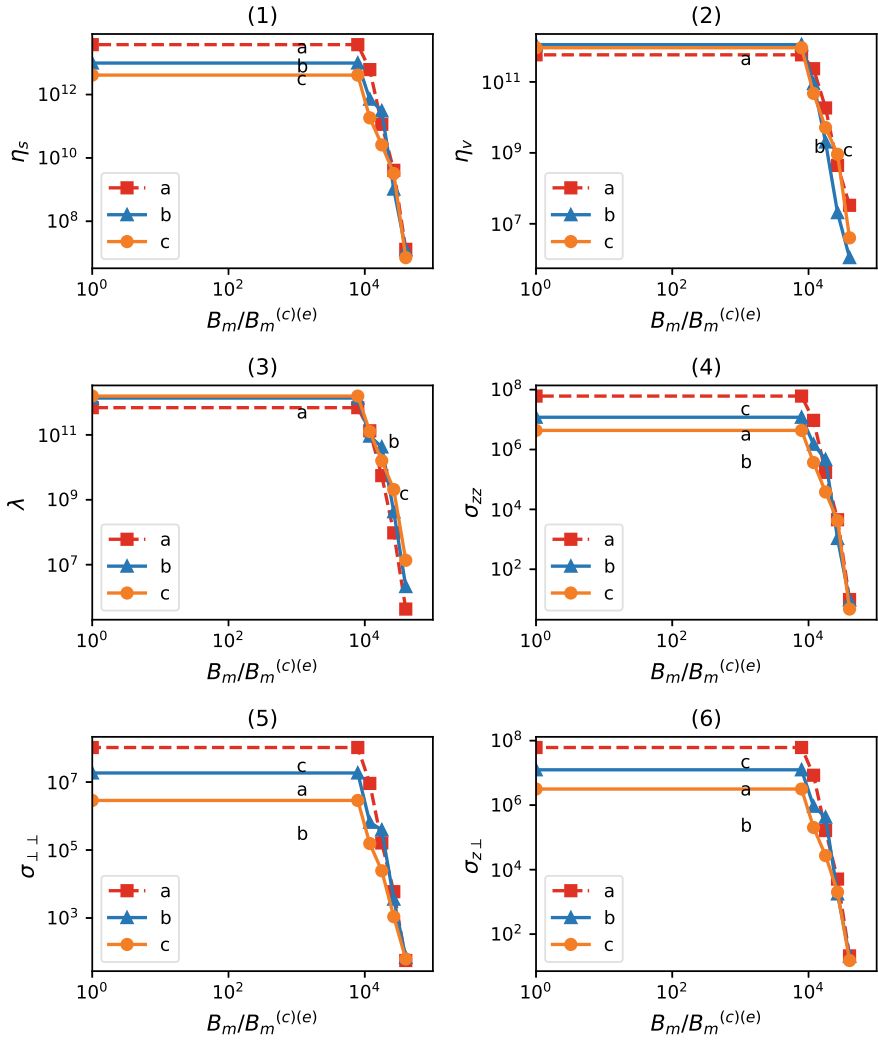 (1)
η_s
10^12
10^10
10^8
a
b
c
a
b
c
10^0
10^2
10^4
B_m/B_m^(c)(e)
(2)
η_v
10^11
10^9
10^7
a
b
c
a
b
c
10^0
10^2
10^4
B_m/B_m^(c)(e)
(3)
λ
10^11
10^9
10^7
a
b
c
a
b
c
10^0
10^2
10^4
B_m/B_m^(c)(e)
(4)
σ_zz
10^8
10^6
10^4
10^2
c
a
b
a
b
c
10^0
10^2
10^4
B_m/B_m^(c)(e)
(5)
σ_⊥⊥
10^7
10^5
10^3
c
a
b
a
b
c
10^0
10^2
10^4
B_m/B_m^(c)(e)
(6)
σ_z⊥
10^8
10^6
10^4
10^2
c
a
b
a
b
c
10^0
10^2
10^4
B_m/B_m^(c)(e)